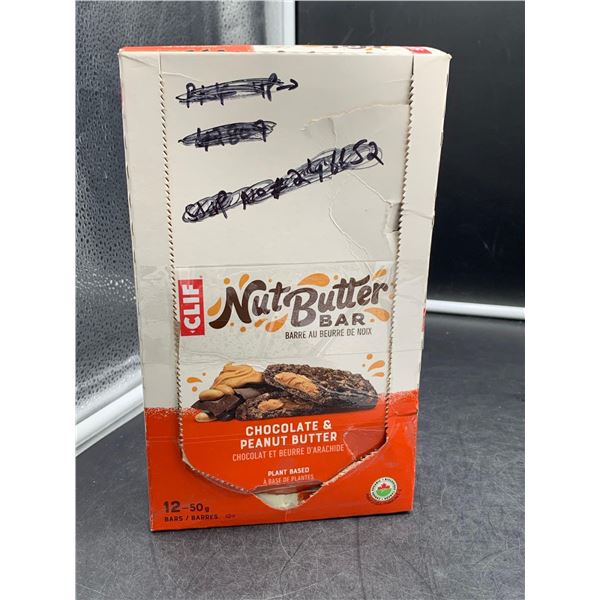 CLIF
Nut Butter
BAR
BARRE AU BEURRE DE NOIX
CHOCOLATE &
PEANUT BUTTER
CHOCOLAT ET BEURRE D'ARACHIDE
PLANT BASED
À BASE DE PLANTES
12-50g
BARS / BARRES